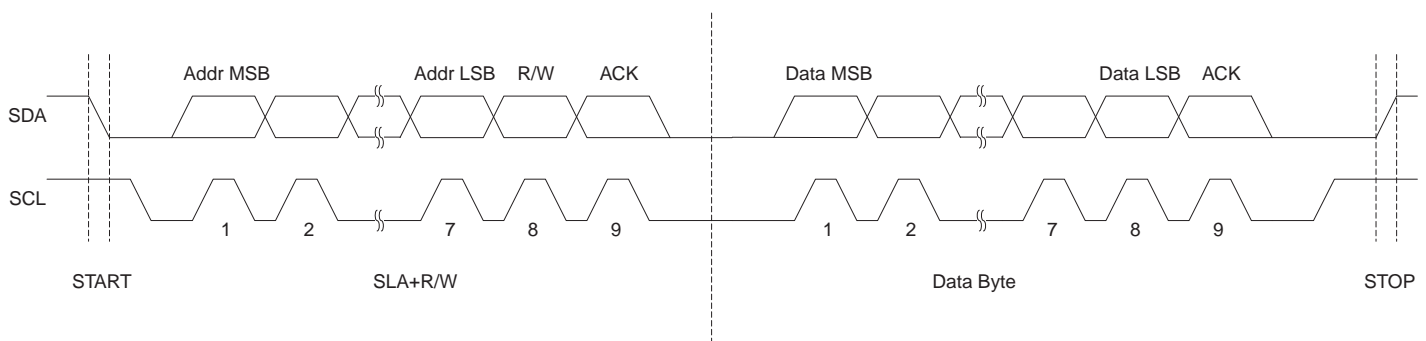 Addr MSB Addr LSB R/W ACK Data MSB Data LSB ACK
SDA
SCL
1 2 7 8 9 1 2 7 8 9
START SLA+R/W Data Byte STOP